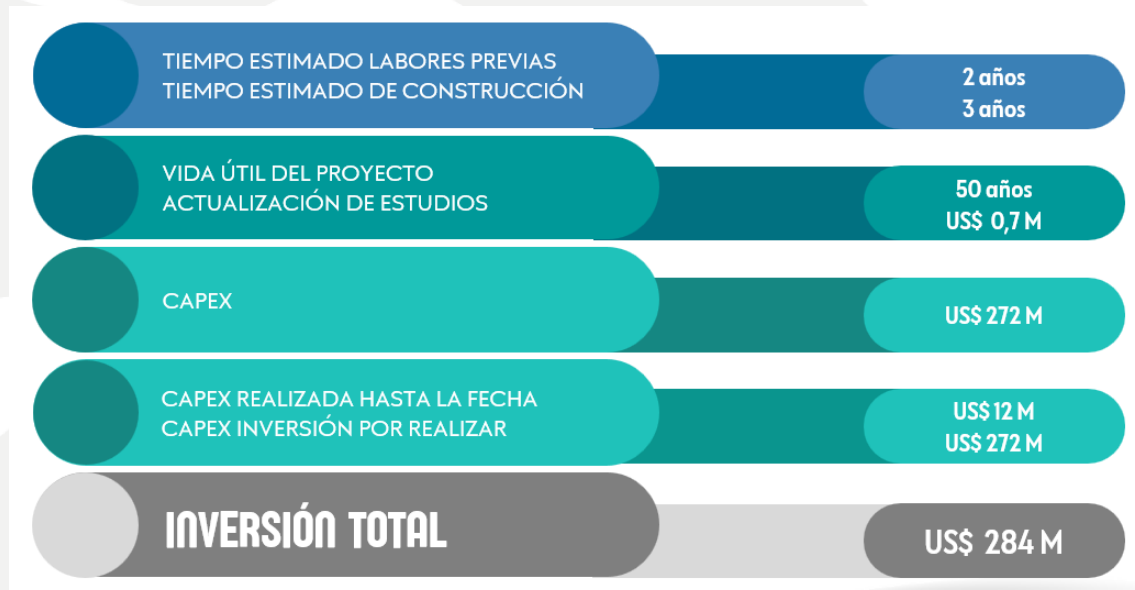 TIEMPO ESTIMADO LABORES PREVIAS
TIEMPO ESTIMADO DE CONSTRUCCIÓN
2 años
3 años
VIDA ÚTIL DEL PROYECTO
ACTUALIZACIÓN DE ESTUDIOS
50 años
US$ 0,7 M
CAPEX
US$ 272 M
CAPEX REALIZADA HASTA LA FECHA
CAPEX INVERSIÓN POR REALIZAR
US$ 12 M
US$ 272 M
INVERSIÓN TOTAL
US$ 284 M